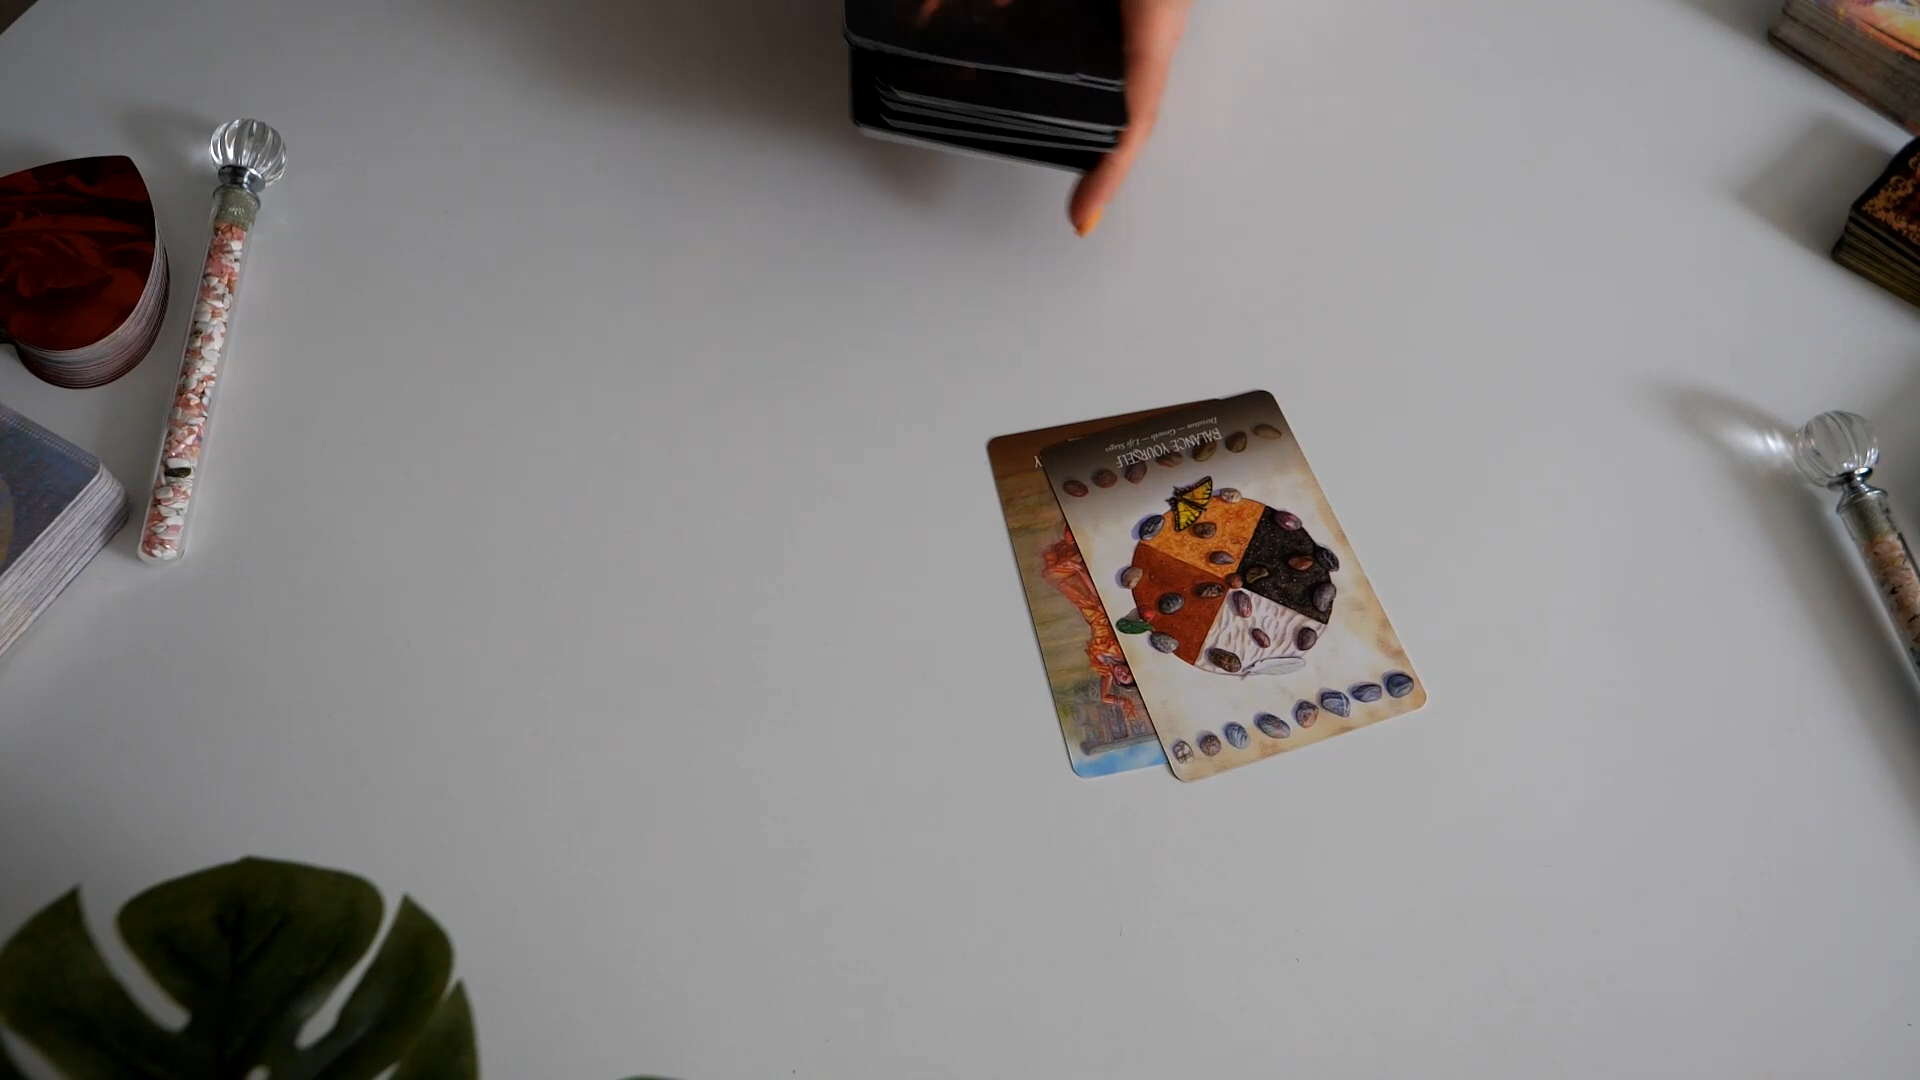 BALANCE YOURSELF
Direction — Growth — Life Stages
Y